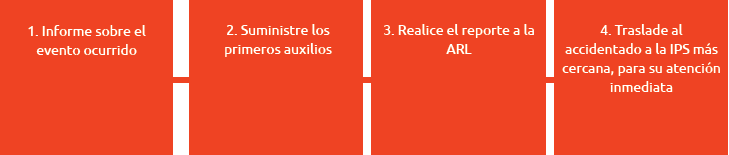 1. Informe sobre el
evento ocurrido
2. Suministre los
primeros auxilios
3. Realice el reporte a la
ARL
4. Traslade al
accidentado a la IPS más
cercana, para su atención
inmediata